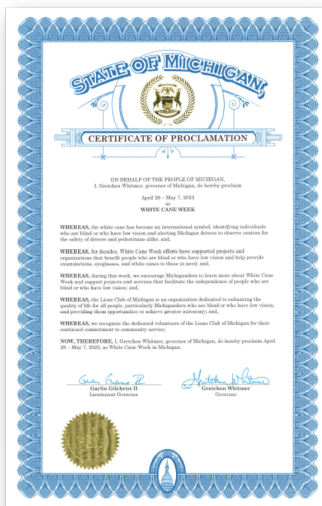 STATE OF MICHIGAN
CERTIFICATE OF PROCLAMATION
ON BEHALF OF THE PEOPLE OF MICHIGAN,
I, Gretchen Whitmer, governor of Michigan, do hereby proclaim
April 28 – May 7, 2023
as
WHITE CANE WEEK
WHEREAS, the white cane has become an international symbol, identifying individuals
who are blind or who have low vision and alerting Michigan drivers to observe caution for
the safety of drivers and pedestrians alike; and,
WHEREAS, for decades, White Cane Week efforts have supported projects and
organizations that benefit people who are blind or who have low vision and help provide
examinations, eyeglasses, and white canes to those in need; and,
WHEREAS, during this week, we encourage Michiganders to learn more about White Cane
Week and support projects and services that facilitate the independence of people who are
blind or who have low vision; and,
WHEREAS, the Lions Club of Michigan is an organization dedicated to enhancing the
quality of life for all people, particularly Michiganders who are blind or who have low vision,
and providing them opportunities to achieve greater autonomy; and,
WHEREAS, we recognize the dedicated volunteers of the Lions Club of Michigan for their
continued commitment to community service;
NOW, THEREFORE, I, Gretchen Whitmer, governor of Michigan, do hereby proclaim April
28 – May 7, 2023, as White Cane Week in Michigan.
Garlin Gilchrist II
Lieutenant Governor
Gretchen Whitmer
Governor